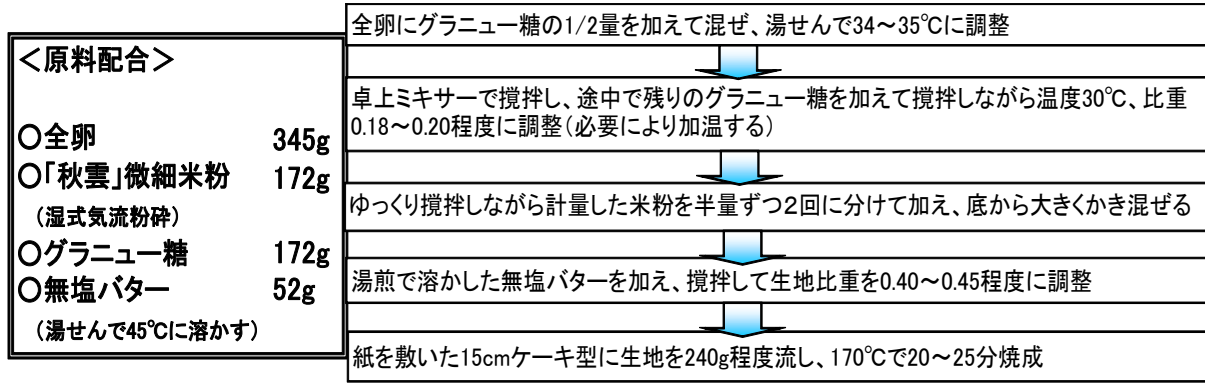 ＜原料配合＞
○全卵 345g
○「秋雲」微細米粉 172g
（湿式気流粉砕）
○グラニュー糖 172g
○無塩バター 52g
（湯せんで45℃に溶かす）
全卵にグラニュー糖の1/2量を加えて混ぜ、湯せんで34～35℃に調整
卓上ミキサーで撹拌し、途中で残りのグラニュー糖を加えて撹拌しながら温度30℃、比重
0.18～0.20程度に調整（必要により加温する）
ゆっくり撹拌しながら計量した米粉を半量ずつ２回に分けて加え、底から大きくかき混ぜる
湯煎で溶かした無塩バターを加え、撹拌して生地比重を0.40～0.45程度に調整
紙を敷いた15cmケーキ型に生地を240g程度流し、170℃で20～25分焼成